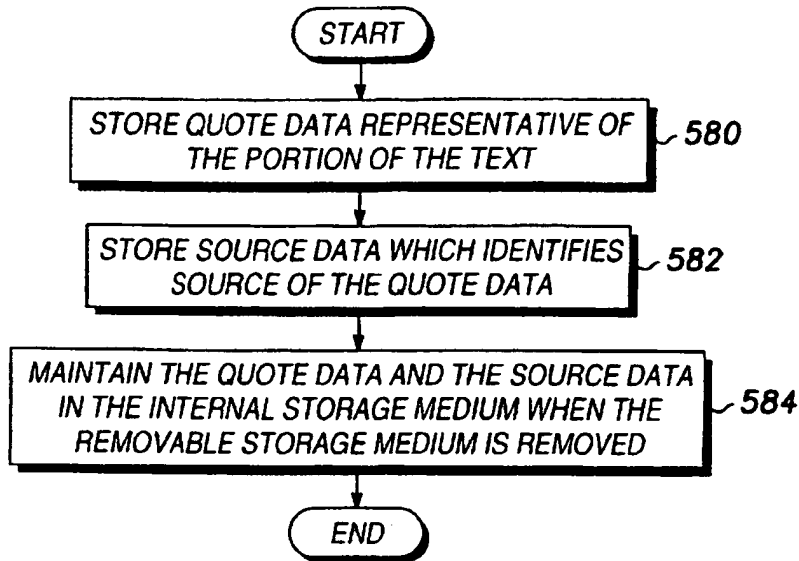 START
STORE QUOTE DATA REPRESENTATIVE OF
THE PORTION OF THE TEXT
580
STORE SOURCE DATA WHICH IDENTIFIES
SOURCE OF THE QUOTE DATA
582
MAINTAIN THE QUOTE DATA AND THE SOURCE DATA
IN THE INTERNAL STORAGE MEDIUM WHEN THE
REMOVABLE STORAGE MEDIUM IS REMOVED
584
END